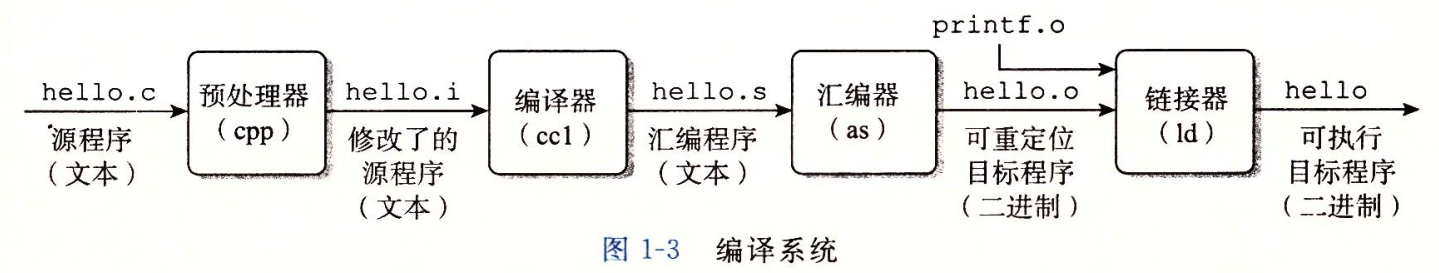 printf.o
hello.c
预处理器
（cpp）
hello.i
编译器
（cc1）
hello.s
汇编器
（as）
hello.o
链接器
（ld）
hello
源程序
（文本）
修改了的
源程序
（文本）
汇编程序
（文本）
可重定位
目标程序
（二进制）
可执行
目标程序
（二进制）
图 1-3 编译系统